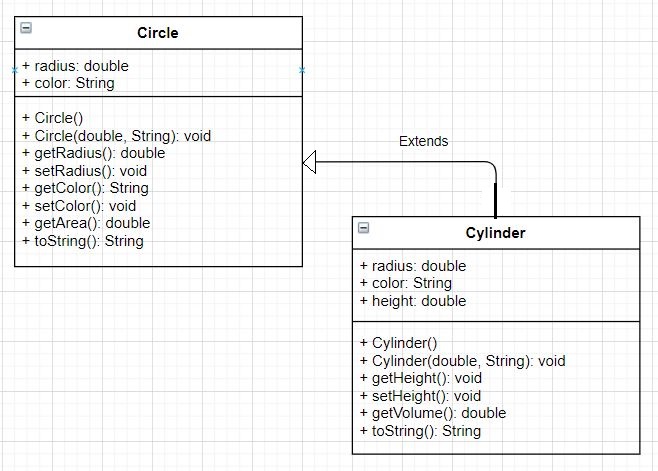 Circle
+ radius: double
+ color: String
+ Circle()
+ Circle(double, String): void
+ getRadius(): double
+ setRadius(): void
+ getColor(): String
+ setColor(): void
+ getArea(): double
+ toString(): String
Extends
Cylinder
+ radius: double
+ color: String
+ height: double
+ Cylinder()
+ Cylinder(double, String): void
+ getHeight(): void
+ setHeight(): void
+ getVolume(): double
+ toString(): String